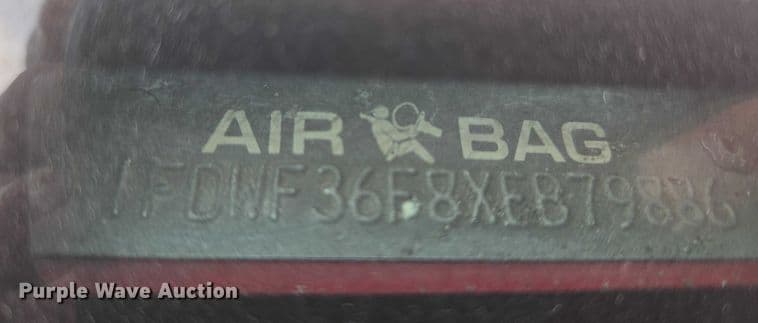 AIR BAG
1FDWF36F8XEB79886
Purple Wave Auction